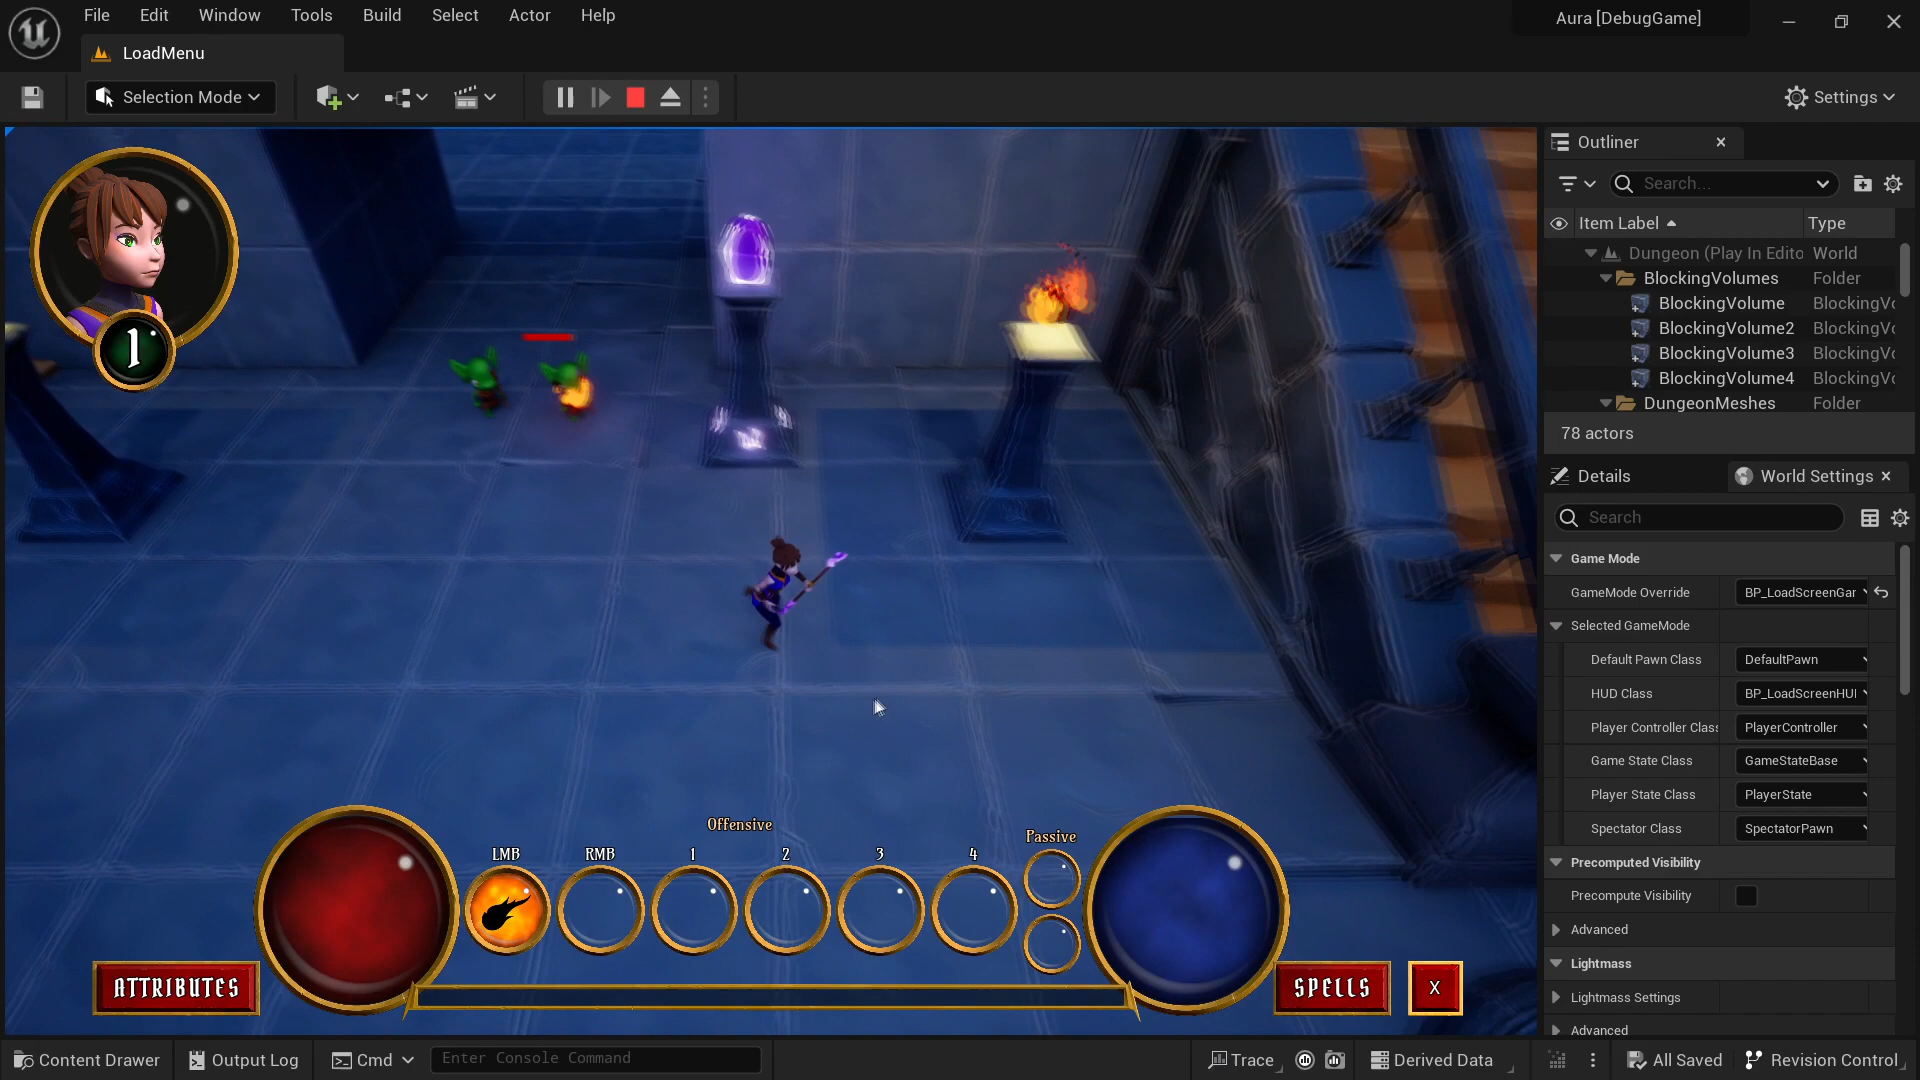 File Edit Window Tools Build Select Actor Help
Aura [DebugGame]
LoadMenu
Selection Mode
Settings
Outliner
Search...
Item Label Type
Dungeon (Play In Edito World
BlockingVolumes Folder
BlockingVolume BlockingVo
BlockingVolume2 BlockingVo
BlockingVolume3 BlockingVo
BlockingVolume4 BlockingVo
DungeonMeshes Folder
78 actors
Details World Settings
Search
Game Mode
GameMode Override BP_LoadScreenGar
Selected GameMode
Default Pawn Class DefaultPawn
HUD Class BP_LoadScreenHUI
Player Controller Class PlayerController
Game State Class GameStateBase
Player State Class PlayerState
Spectator Class SpectatorPawn
Precomputed Visibility
Precompute Visibility
Advanced
Lightmass
Lightmass Settings
Advanced
1
Offensive
Passive
LMB RMB 1 2 3 4
ATTRIBUTES
SPELLS
X
Content Drawer Output Log Cmd Enter Console Command Trace Derived Data All Saved Revision Control